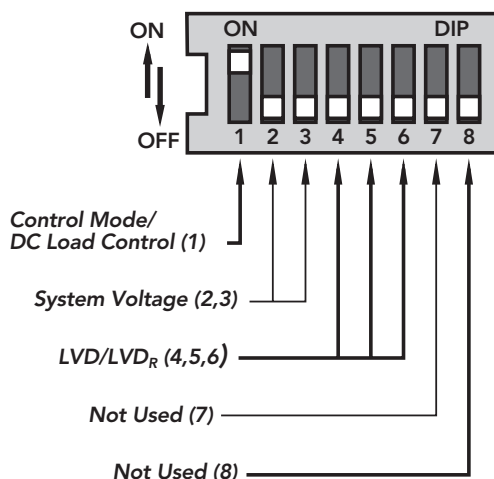 ON
ON DIP
OFF
1 2 3 4 5 6 7 8
Control Mode/
DC Load Control (1)
System Voltage (2,3)
LVD/LVDR (4,5,6)
Not Used (7)
Not Used (8)